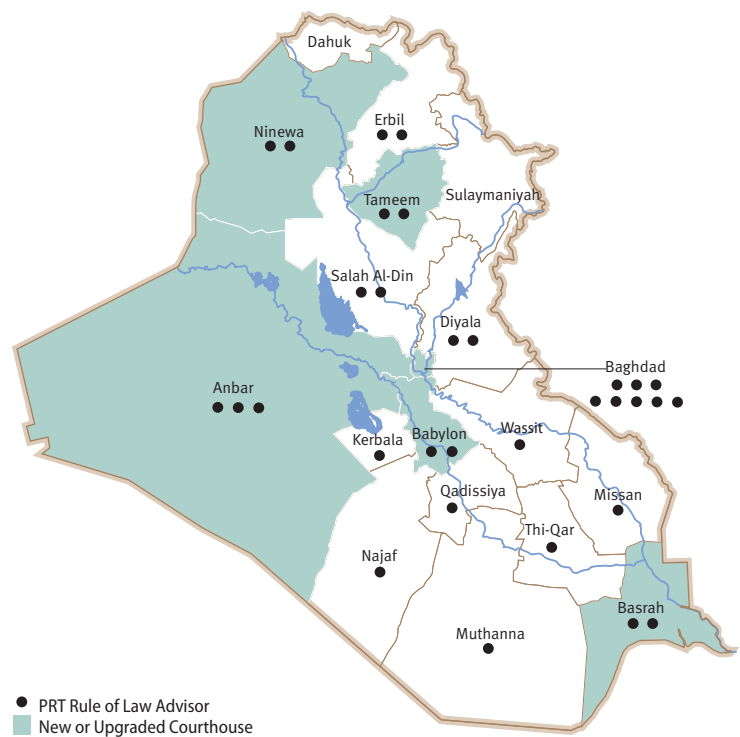 Dahuk
Erbil
Ninewa
Tameem
Sulaymaniyah
Salah Al-Din
Diyala
Baghdad
Anbar
Kerbala
Babylon
Wassit
Qadissiya
Missan
Thi-Qar
Najaf
Basrah
Muthanna
PRT Rule of Law Advisor
New or Upgraded Courthouse